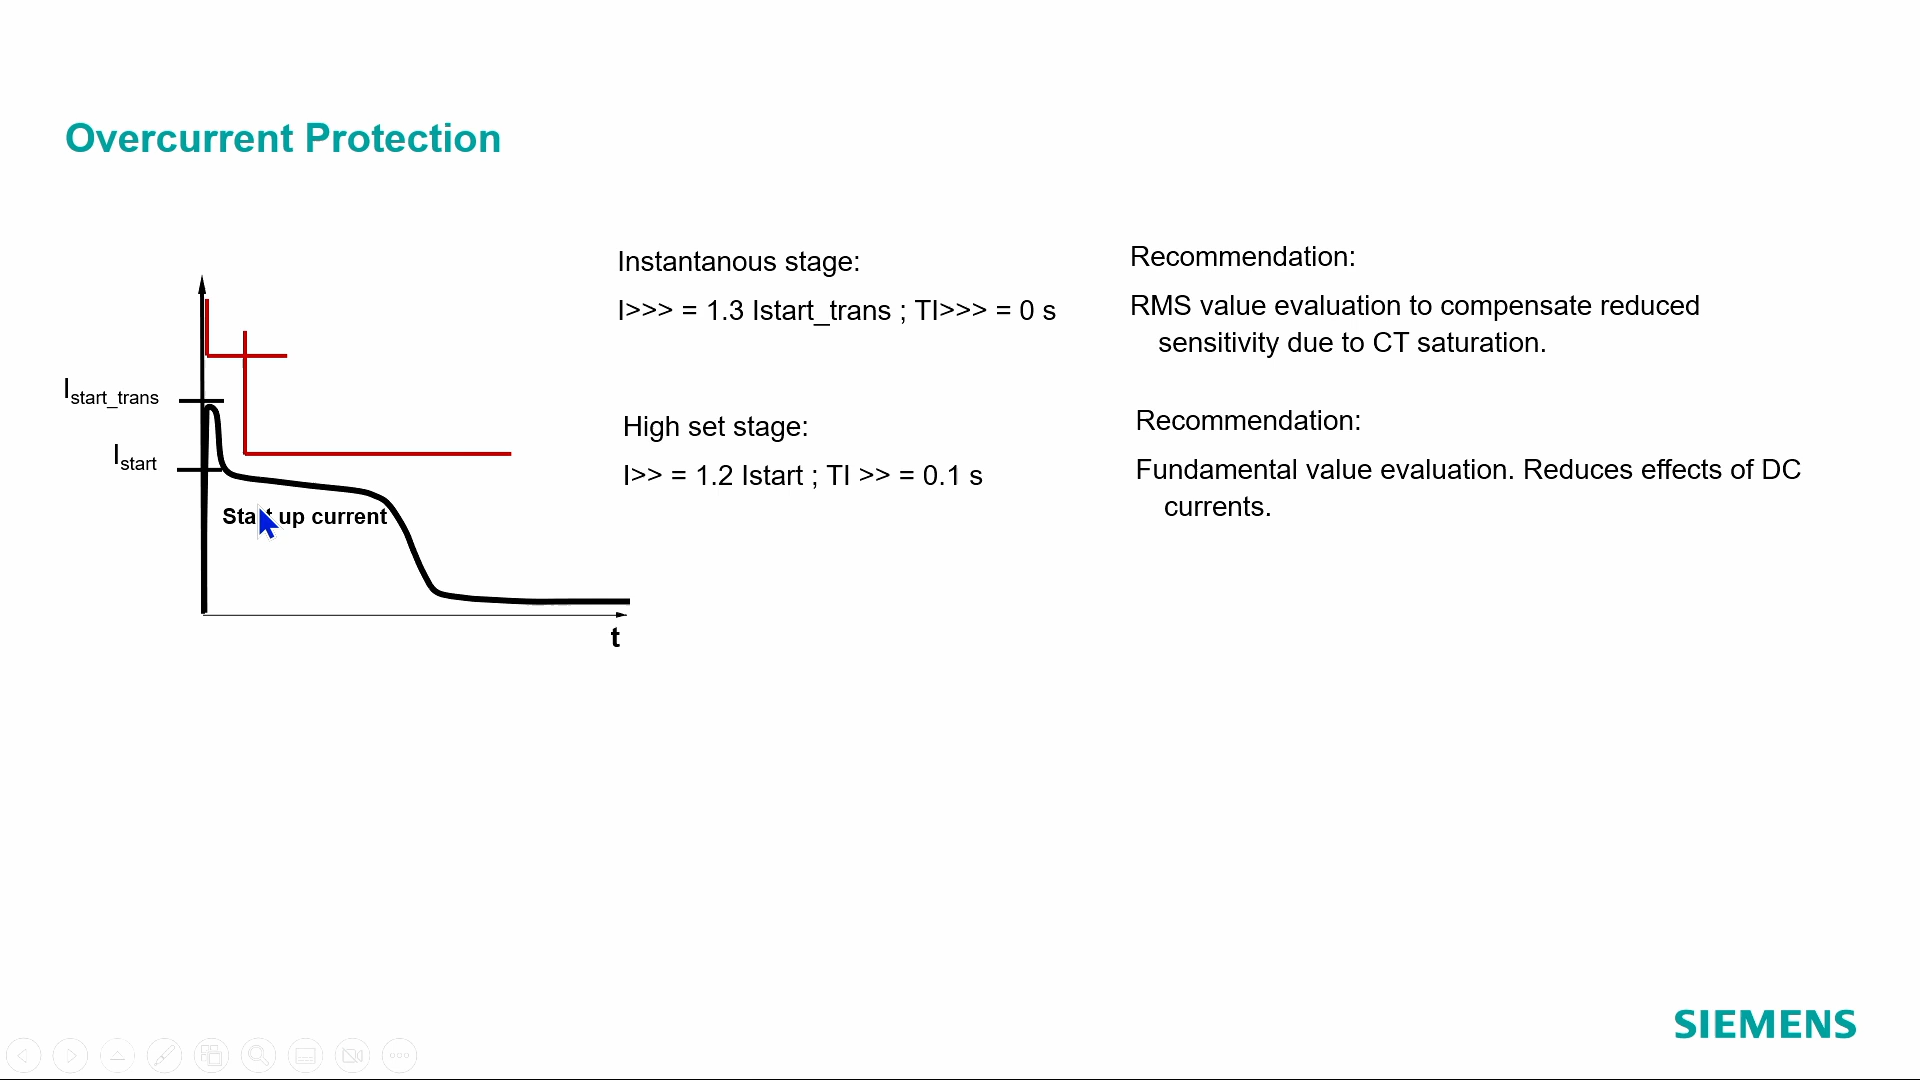 Overcurrent Protection
Instantanous stage:
I>>> = 1.3 Istart_trans ; TI>>> = 0 s
Recommendation:
RMS value evaluation to compensate reduced
sensitivity due to CT saturation.
Istart_trans
Istart
Start up current
t
High set stage:
I>> = 1.2 Istart ; TI >> = 0.1 s
Recommendation:
Fundamental value evaluation. Reduces effects of DC
currents.
SIEMENS